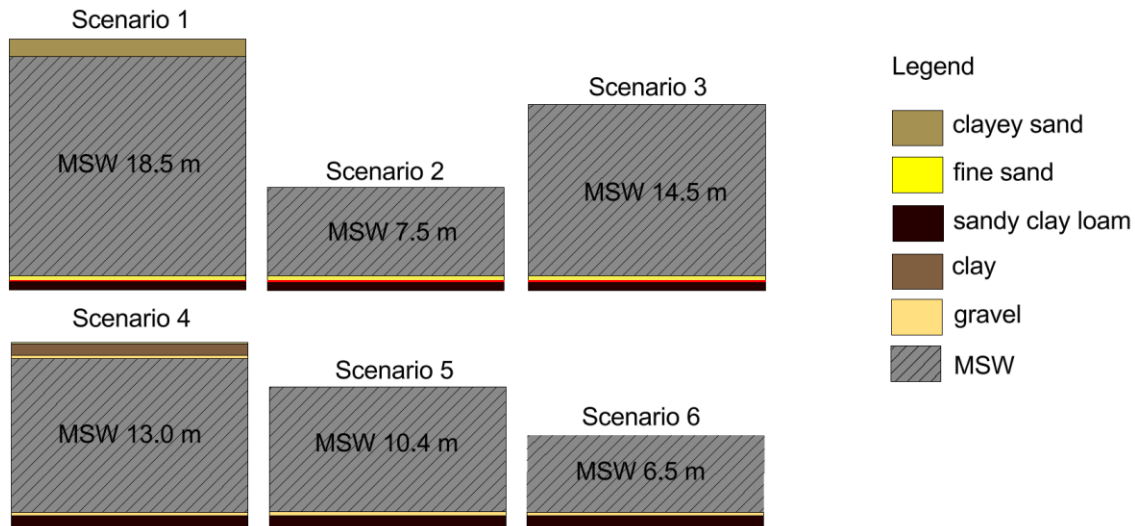 Scenario 1
MSW 18.5 m
Scenario 2
MSW 7.5 m
Scenario 3
MSW 14.5 m
Scenario 4
MSW 13.0 m
Scenario 5
MSW 10.4 m
Scenario 6
MSW 6.5 m
Legend
clayey sand
fine sand
sandy clay loam
clay
gravel
MSW